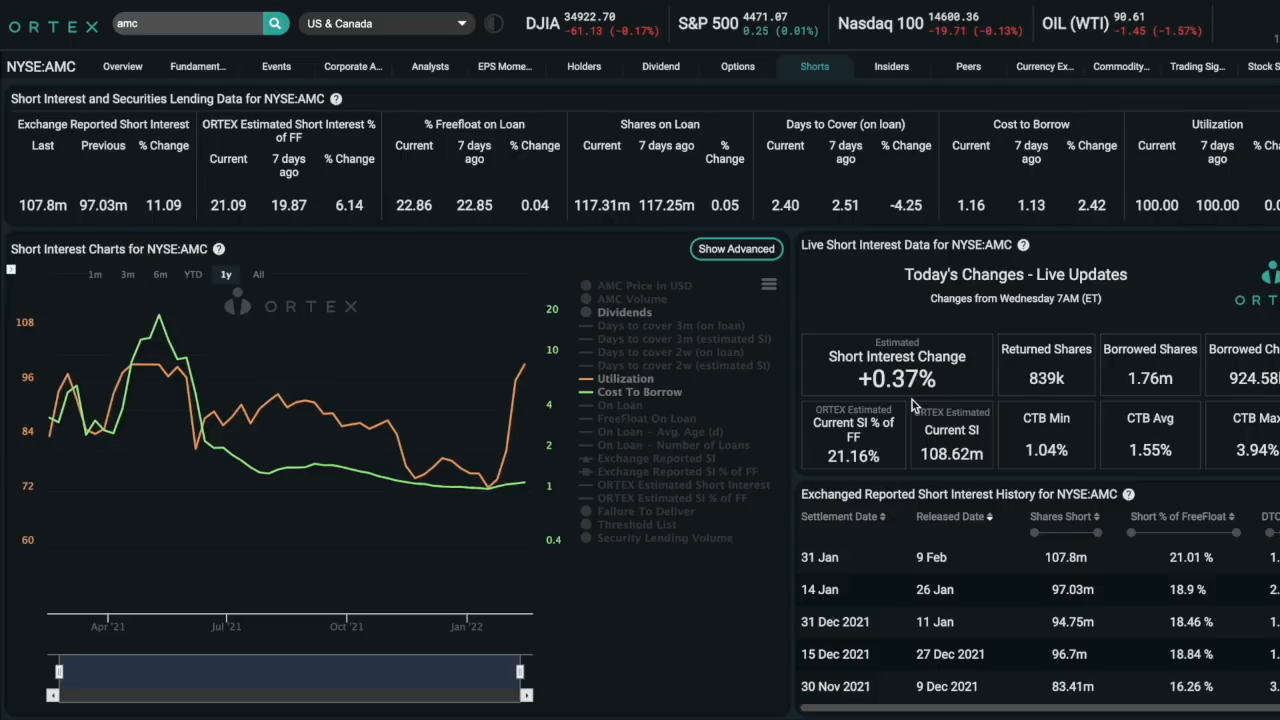 ORTEX
amc
US & Canada
DJIA 34922.70 -61.13 (-0.17%)
S&P 500 4471.07 0.25 (0.01%)
Nasdaq 100 14600.36 -19.71 (-0.13%)
OIL (WTI) 90.61 -1.45 (-1.57%)
NYSE:AMC Overview Fundament... Events Corporate A... Analysts EPS Mome... Holders Dividend Options Shorts Insiders Peers Currency Ex... Commodity... Trading Sig... Stock S
Short Interest and Securities Lending Data for NYSE:AMC ?
Exchange Reported Short Interest
Last Previous % Change
107.8m 97.03m 11.09
ORTEX Estimated Short Interest %
of FF
Current 7 days ago % Change
21.09 19.87 6.14
% Freefloat on Loan
Current 7 days ago % Change
22.86 22.85 0.04
Shares on Loan
Current 7 days ago % Change
117.31m 117.25m 0.05
Days to Cover (on loan)
Current 7 days ago % Change
2.40 2.51 -4.25
Cost to Borrow
Current 7 days ago % Change
1.16 1.13 2.42
Utilization
Current 7 days ago % Cha
100.00 100.00 0.0
Short Interest Charts for NYSE:AMC ?
Show Advanced
1m 3m 6m YTD 1y All
ORTEX
108
96
84
72
60
20
10
4
2
1
0.4
Apr '21 Jul '21 Oct '21 Jan '22
AMC Price In USD
AMC Volume
Dividends
Days to cover 3m (on loan)
Days to cover 3m (estimated SI)
Days to cover 2w (on loan)
Days to cover 2w (estimated SI)
Utilization
Cost To Borrow
On Loan
FreeFloat On Loan
On Loan - Avg. Age (d)
On Loan - Number of Loans
Exchange Reported SI
Exchange Reported SI % of FF
ORTEX Estimated Short Interest
ORTEX Estimated SI % of FF
Failure To Deliver
Threshold List
Security Lending Volume
Live Short Interest Data for NYSE:AMC ?
Today's Changes - Live Updates
Changes from Wednesday 7AM (ET)
O R T
Estimated
Short Interest Change
+0.37%
Returned Shares
839k
Borrowed Shares
1.76m
Borrowed Ch
924.58k
ORTEX Estimated
Current SI % of
FF
21.16%
ORTEX Estimated
Current SI
108.62m
CTB Min
1.04%
CTB Avg
1.55%
CTB Max
3.94%
Exchanged Reported Short Interest History for NYSE:AMC ?
Settlement Date Released Date Shares Short Short % of FreeFloat DTC
31 Jan 9 Feb 107.8m 21.01 % 1.
14 Jan 26 Jan 97.03m 18.9 % 2.
31 Dec 2021 11 Jan 94.75m 18.46 % 1.
15 Dec 2021 27 Dec 2021 96.7m 18.84 % 1.
30 Nov 2021 9 Dec 2021 83.41m 16.26 % 3.